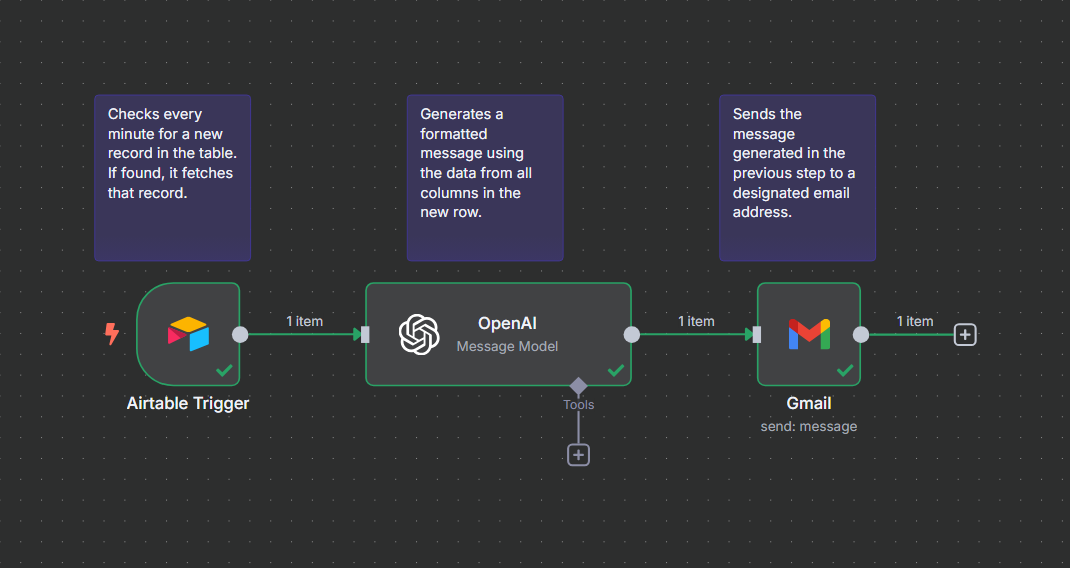 Checks every
minute for a new
record in the table.
If found, it fetches
that record.
Generates a
formatted
message using
the data from all
columns in the
new row.
Sends the
message
generated in the
previous step to a
designated email
address.
1 item
OpenAI
Message Model
1 item
1 item
Tools
Airtable Trigger
Gmail
send: message